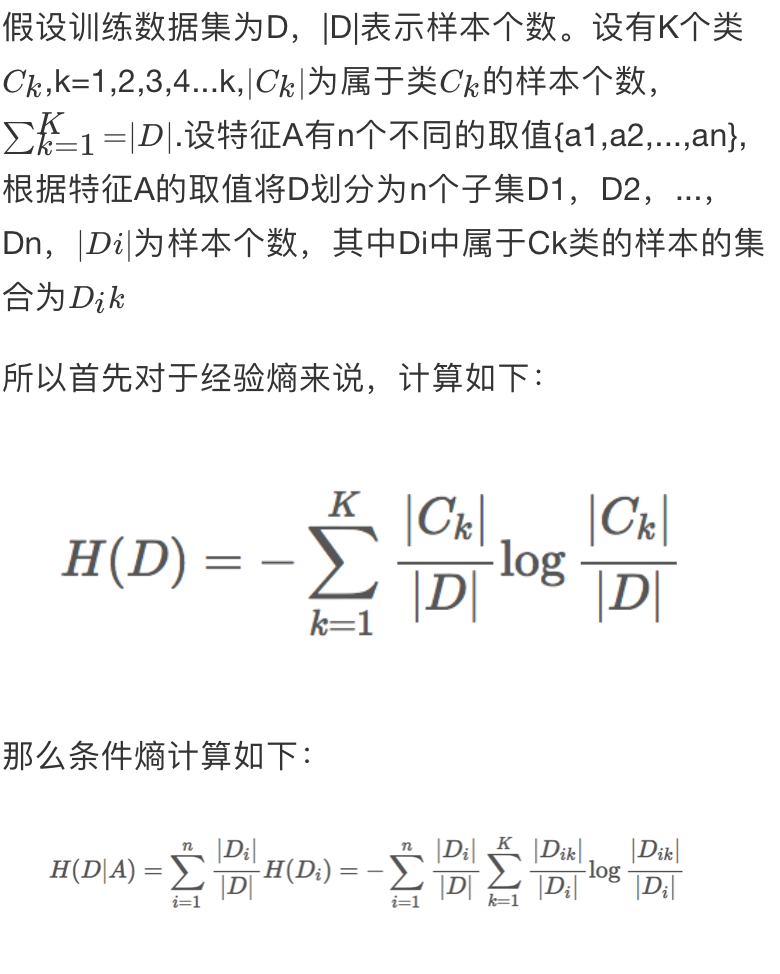 假设训练数据集为D，|D|表示样本个数。设有K个类
$C_k$,k=1,2,3,4...k,$|C_k|$为属于类$C_k$的样本个数，
$\sum_{k=1}^{K}=|D|$.设特征A有n个不同的取值{a1,a2,...,an},
根据特征A的取值将D划分为n个子集D1，D2，...，
Dn，$|Di|$为样本个数，其中Di中属于Ck类的样本的集
合为$D_ik$
所以首先对于经验熵来说，计算如下：
$H(D)=-\sum_{k=1}^{K}\frac{|C_k|}{|D|}\log\frac{|C_k|}{|D|}$
那么条件熵计算如下：
$H(D|A)=\sum_{i=1}^{n}\frac{|D_i|}{|D|}H(D_i)=-\sum_{i=1}^{n}\frac{|D_i|}{|D|}\sum_{k=1}^{K}\frac{|D_{ik}|}{|D_i|}\log\frac{|D_{ik}|}{|D_i|}$